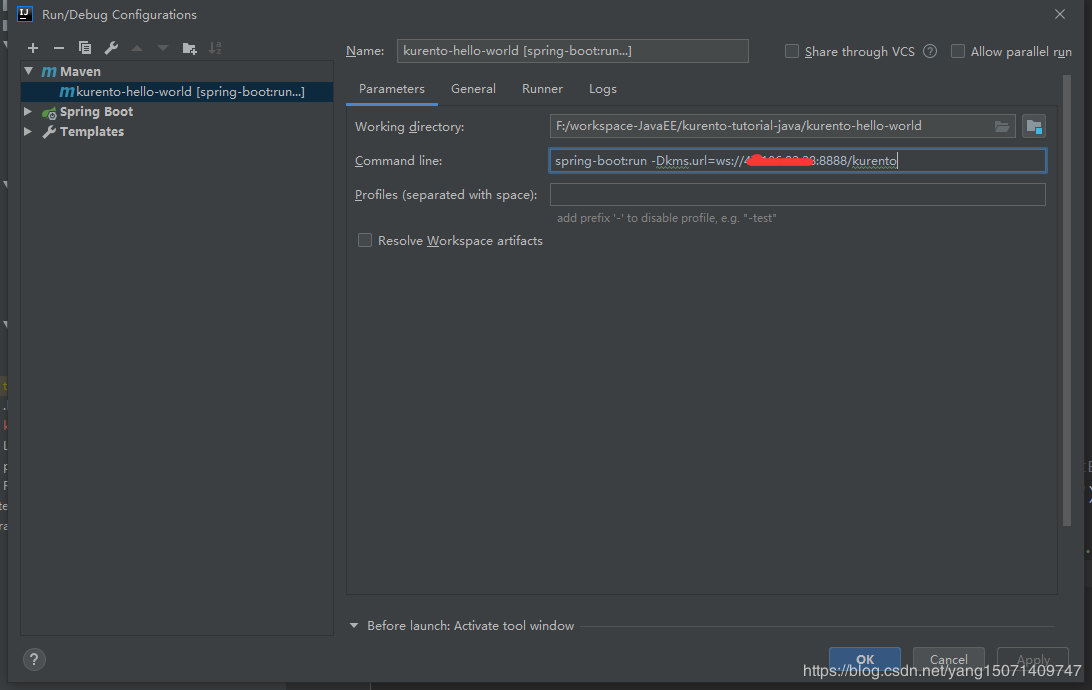 Run/Debug Configurations
Name: kurento-hello-world [spring-boot:run...]
Share through VCS
Allow parallel run
Maven
kurento-hello-world [spring-boot:run...]
Spring Boot
Templates
Parameters General Runner Logs
Working directory: F:/workspace-JavaEE/kurento-tutorial-java/kurento-hello-world
Command line: spring-boot:run -Dkms.url=ws:// :8888/kurento
Profiles (separated with space):
add prefix '-' to disable profile, e.g. "-test"
Resolve Workspace artifacts
Before launch: Activate tool window
OK Cancel Apply
https://blog.csdn.net/yang15071409747